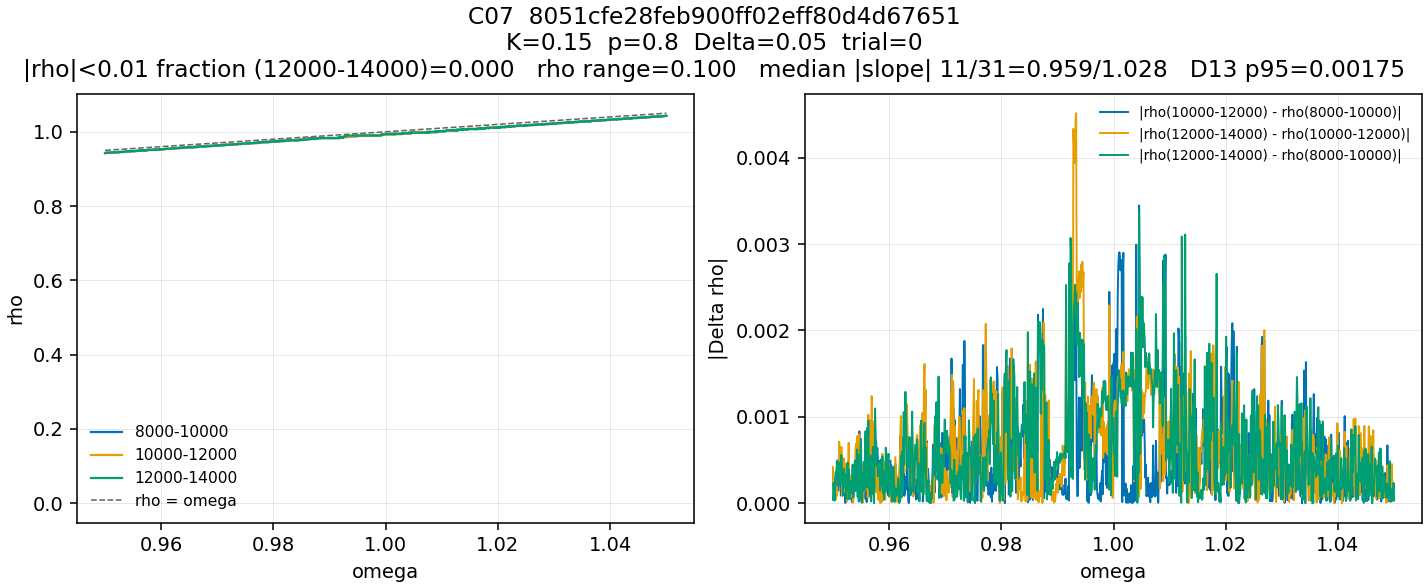 C07  8051cfe28feb900ff02eff80d4d67651
K=0.15  p=0.8  Delta=0.05  trial=0
|rho|<0.01 fraction (12000-14000)=0.000   rho range=0.100   median |slope| 11/31=0.959/1.028   D13 p95=0.00175
1.0
0.8
0.6
0.4
0.2
0.0
rho
8000-10000
10000-12000
12000-14000
rho = omega
0.96
0.98
1.00
1.02
1.04
omega
|rho(10000-12000) - rho(8000-10000)|
|rho(12000-14000) - rho(10000-12000)|
|rho(12000-14000) - rho(8000-10000)|
0.004
0.003
0.002
0.001
0.000
|Delta rho|
0.96
0.98
1.00
1.02
1.04
omega